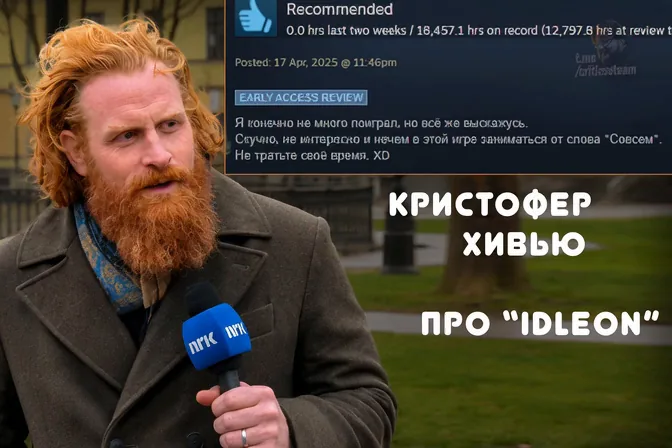 Recommended
0.0 hrs last two weeks / 18,457.1 hrs on record (12,797.8 hrs at review t
Posted: 17 Apr, 2025 @ 11:46pm
t.me
/critiqsteam
EARLY ACCESS REVIEW
Я конечно не много поиграл, но всё же выскажусь.
Скучно, не интересно и нечем в этой игре заниматься от слова "Совсем".
Не тратьте своё время. XD
КРИСТОФЕР
ХИВЬЮ
ПРО "IDLEON"
nrk nrk